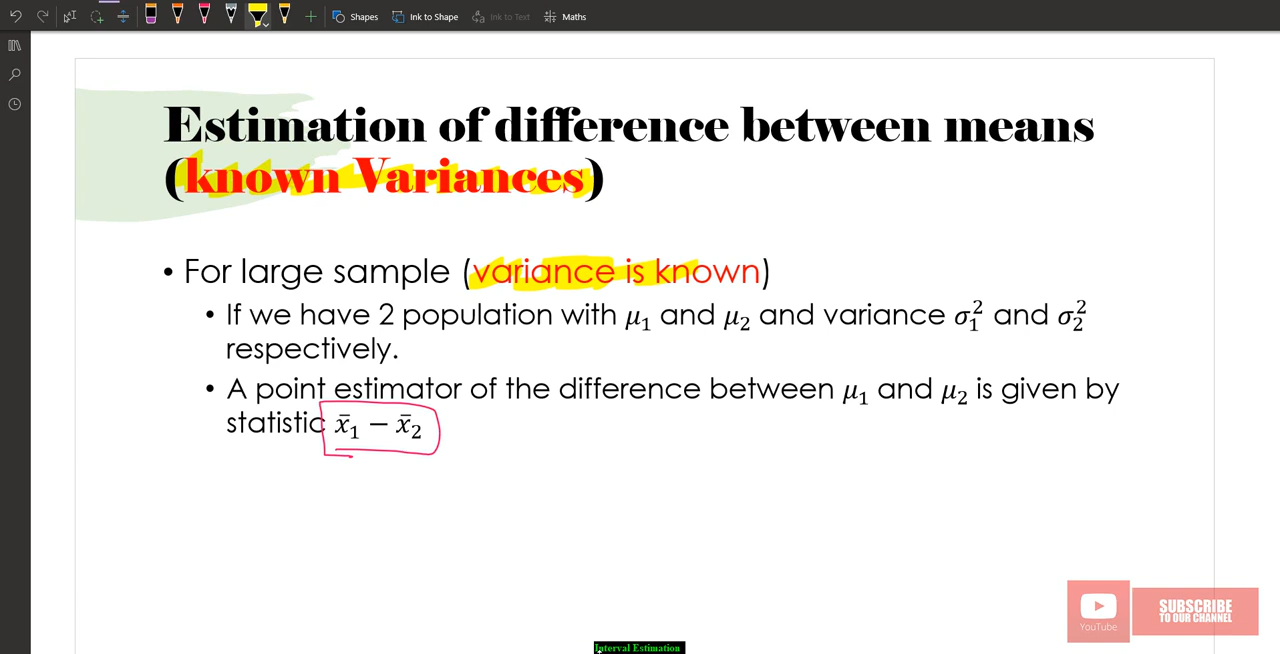 Shapes Ink to Shape Ink to Text Maths
Estimation of difference between means
(known Variances)
• For large sample (variance is known)
• If we have 2 population with μ₁ and μ₂ and variance σ₁² and σ₂²
respectively.
• A point estimator of the difference between μ₁ and μ₂ is given by
statistic x̄₁ − x̄₂
YouTube
SUBSCRIBE
TO OUR CHANNEL
Interval Estimation